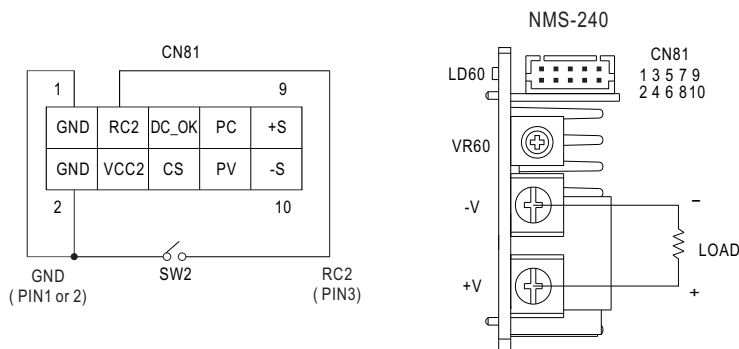 NMS-240
CN81
1 9
GND RC2 DC_OK PC +S
GND VCC2 CS PV -S
2 10
GND
( PIN1 or 2)
SW2
RC2
( PIN3)
LD60
CN81
1 3 5 7 9
2 4 6 8 10
VR60
-V
−
LOAD
+V
+